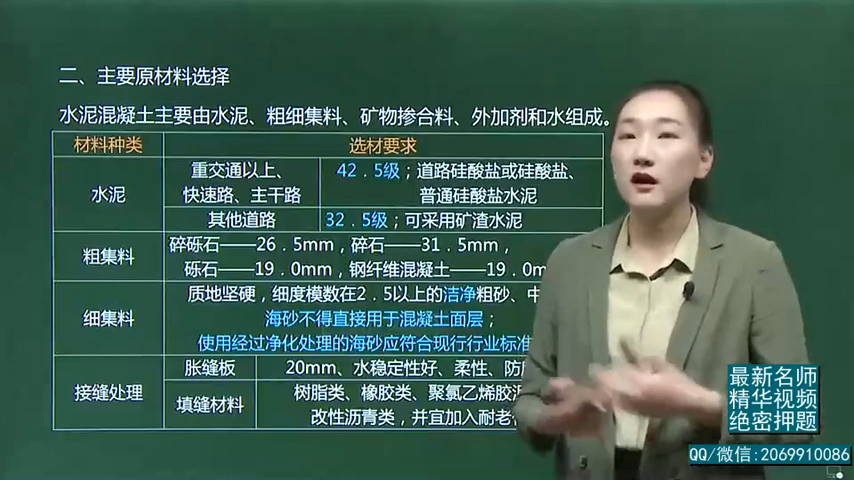 二、主要原材料选择
水泥混凝土主要由水泥、粗细集料、矿物掺合料、外加剂和水组成。
材料种类 选材要求
水泥
重交通以上、
快速路、主干路
42.5级；道路硅酸盐或硅酸盐、
普通硅酸盐水泥
其他道路 32.5级；可采用矿渣水泥
粗集料
碎砾石——26.5mm，碎石——31.5mm，
砾石——19.0mm，钢纤维混凝土——19.0m
细集料
质地坚硬，细度模数在2.5以上的洁净粗砂、中
海砂不得直接用于混凝土面层；
使用经过净化处理的海砂应符合现行行业标准
接缝处理
胀缝板 20mm、水稳定性好、柔性、防
填缝材料
树脂类、橡胶类、聚氯乙烯胶
改性沥青类，并宜加入耐老
最新名师
精华视频
绝密押题
QQ/微信:2069910086